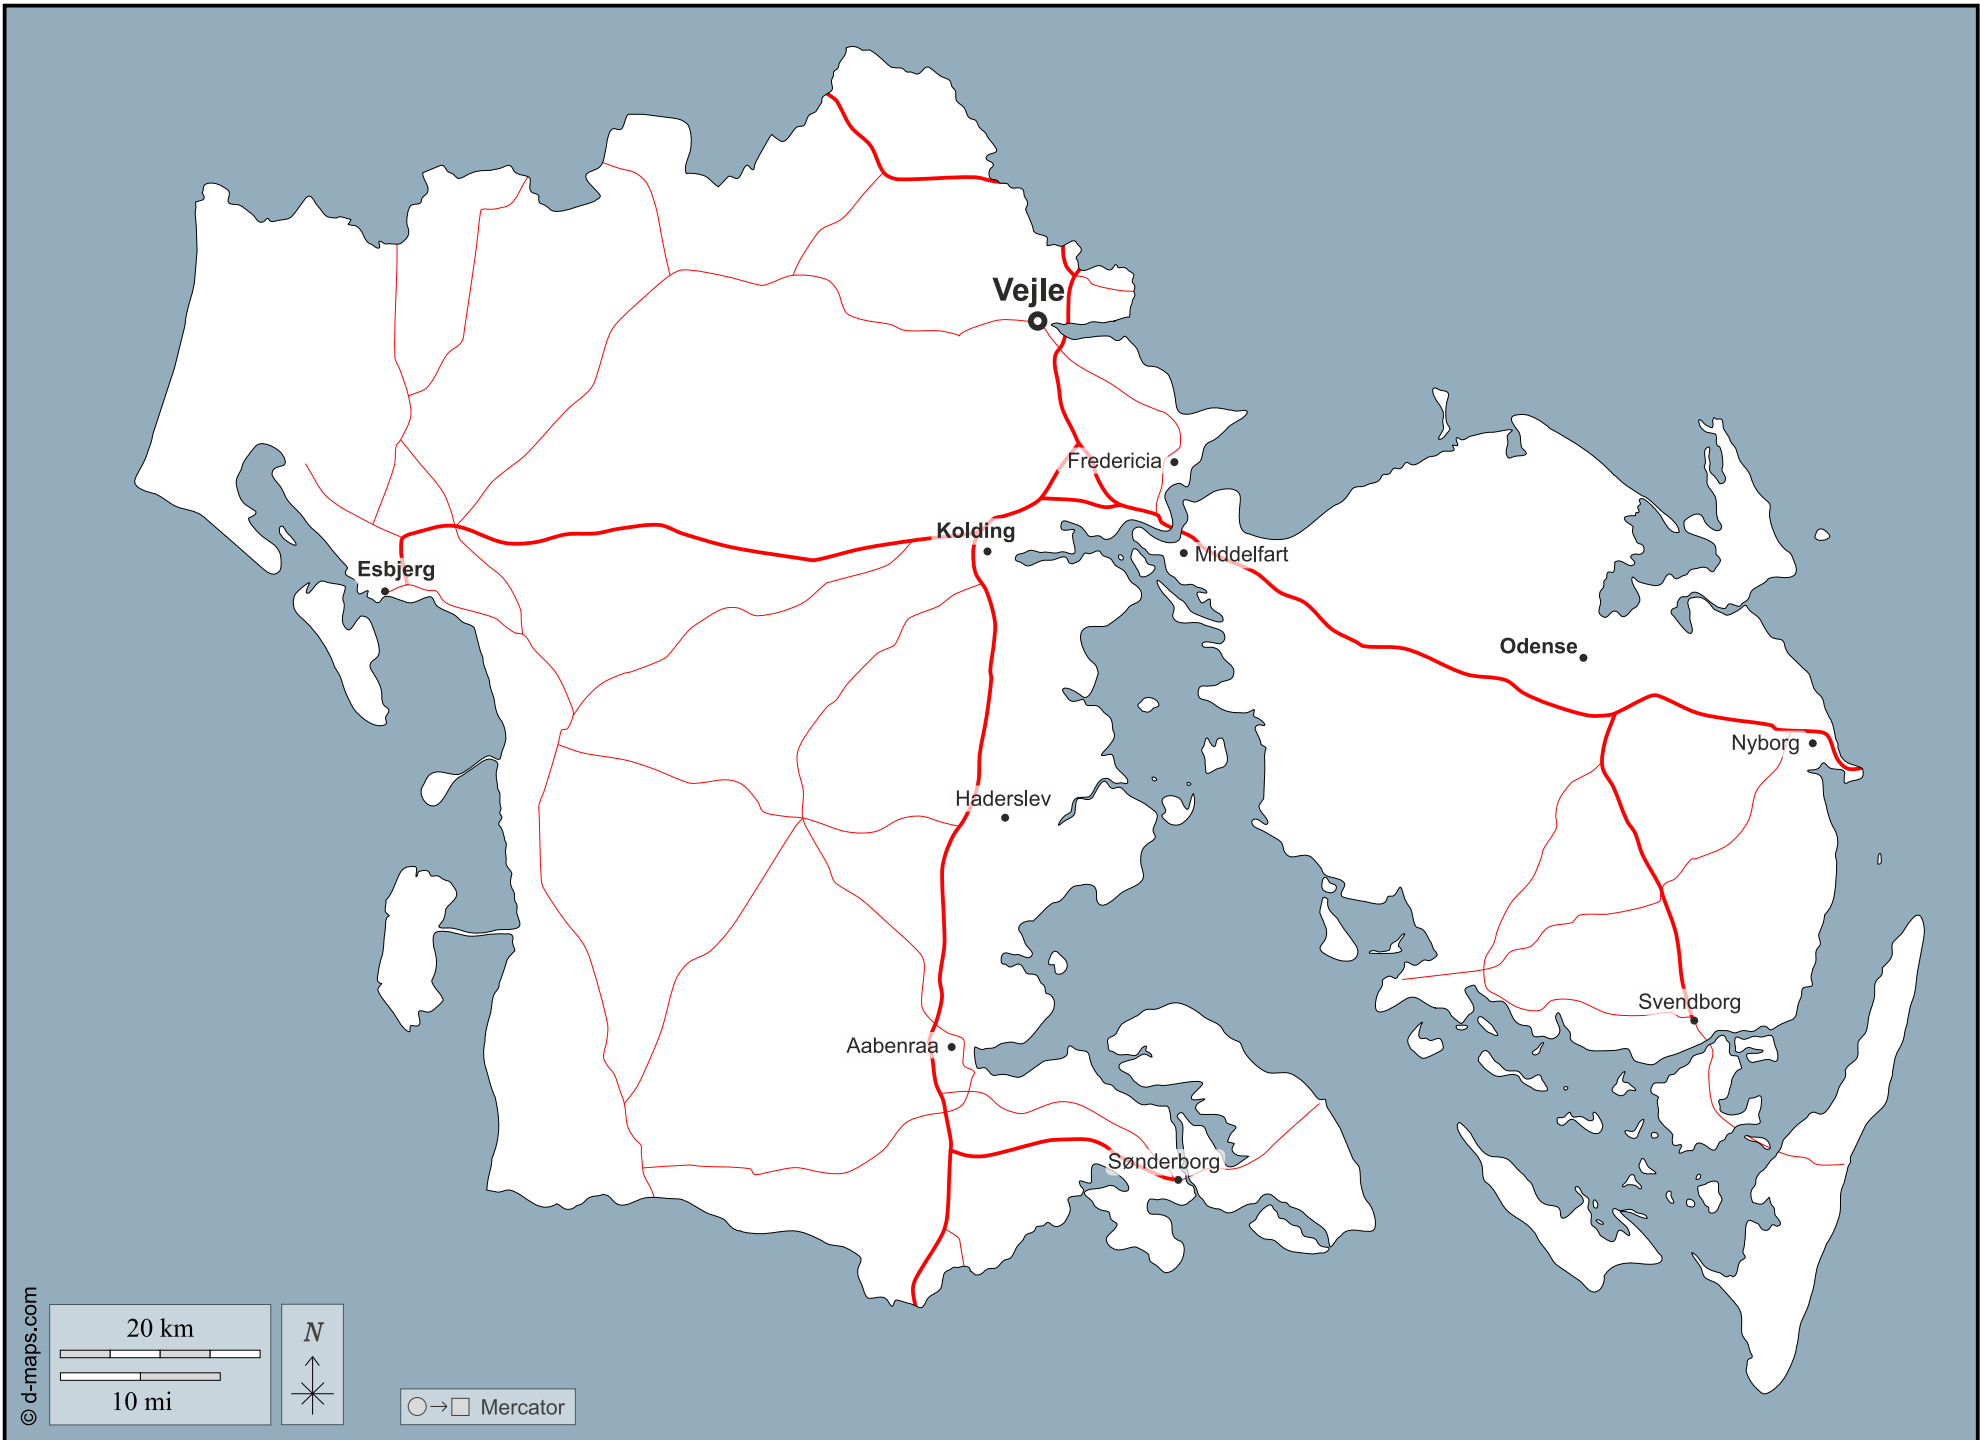 Vejle
Fredericia
Kolding
Middelfart
Esbjerg
Odense
Nyborg
Haderslev
Svendborg
Aabenraa
Sønderborg
20 km
10 mi
N
Mercator
© d-maps.com